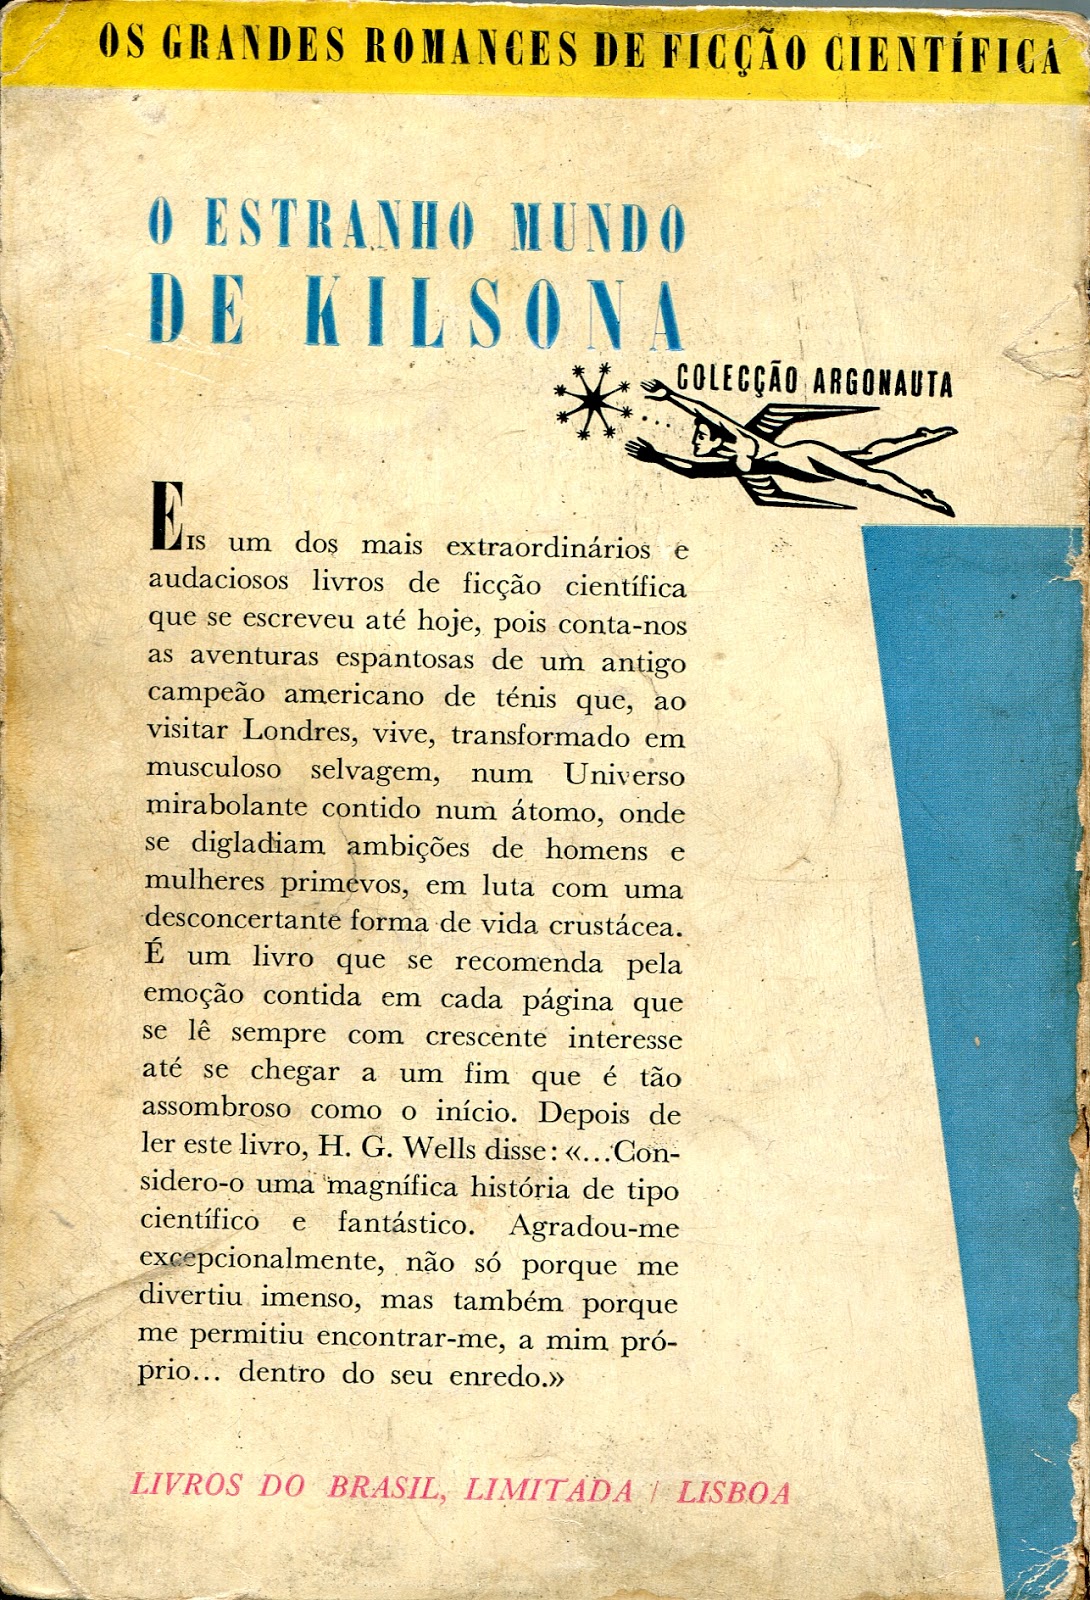 OS GRANDES ROMANCES DE FICÇÃO CIENTÍFICA
O ESTRANHO MUNDO
DE KILSONA
COLECÇÃO ARGONAUTA
EIS um dos mais extraordinários e
audaciosos livros de ficção científica
que se escreveu até hoje, pois conta-nos
as aventuras espantosas de um antigo
campeão americano de ténis que, ao
visitar Londres, vive, transformado em
musculoso selvagem, num Universo
mirabolante contido num átomo, onde
se digladiam ambições de homens e
mulheres primevos, em luta com uma
desconcertante forma de vida crustácea.
É um livro que se recomenda pela
emoção contida em cada página que
se lê sempre com crescente interesse
até se chegar a um fim que é tão
assombroso como o início. Depois de
ler este livro, H. G. Wells disse: «...Con-
sidero-o uma magnífica história de tipo
científico e fantástico. Agradou-me
excepcionalmente, não só porque me
divertiu imenso, mas também porque
me permitiu encontrar-me, a mim pró-
prio... dentro do seu enredo.»
LIVROS DO BRASIL, LIMITADA / LISBOA